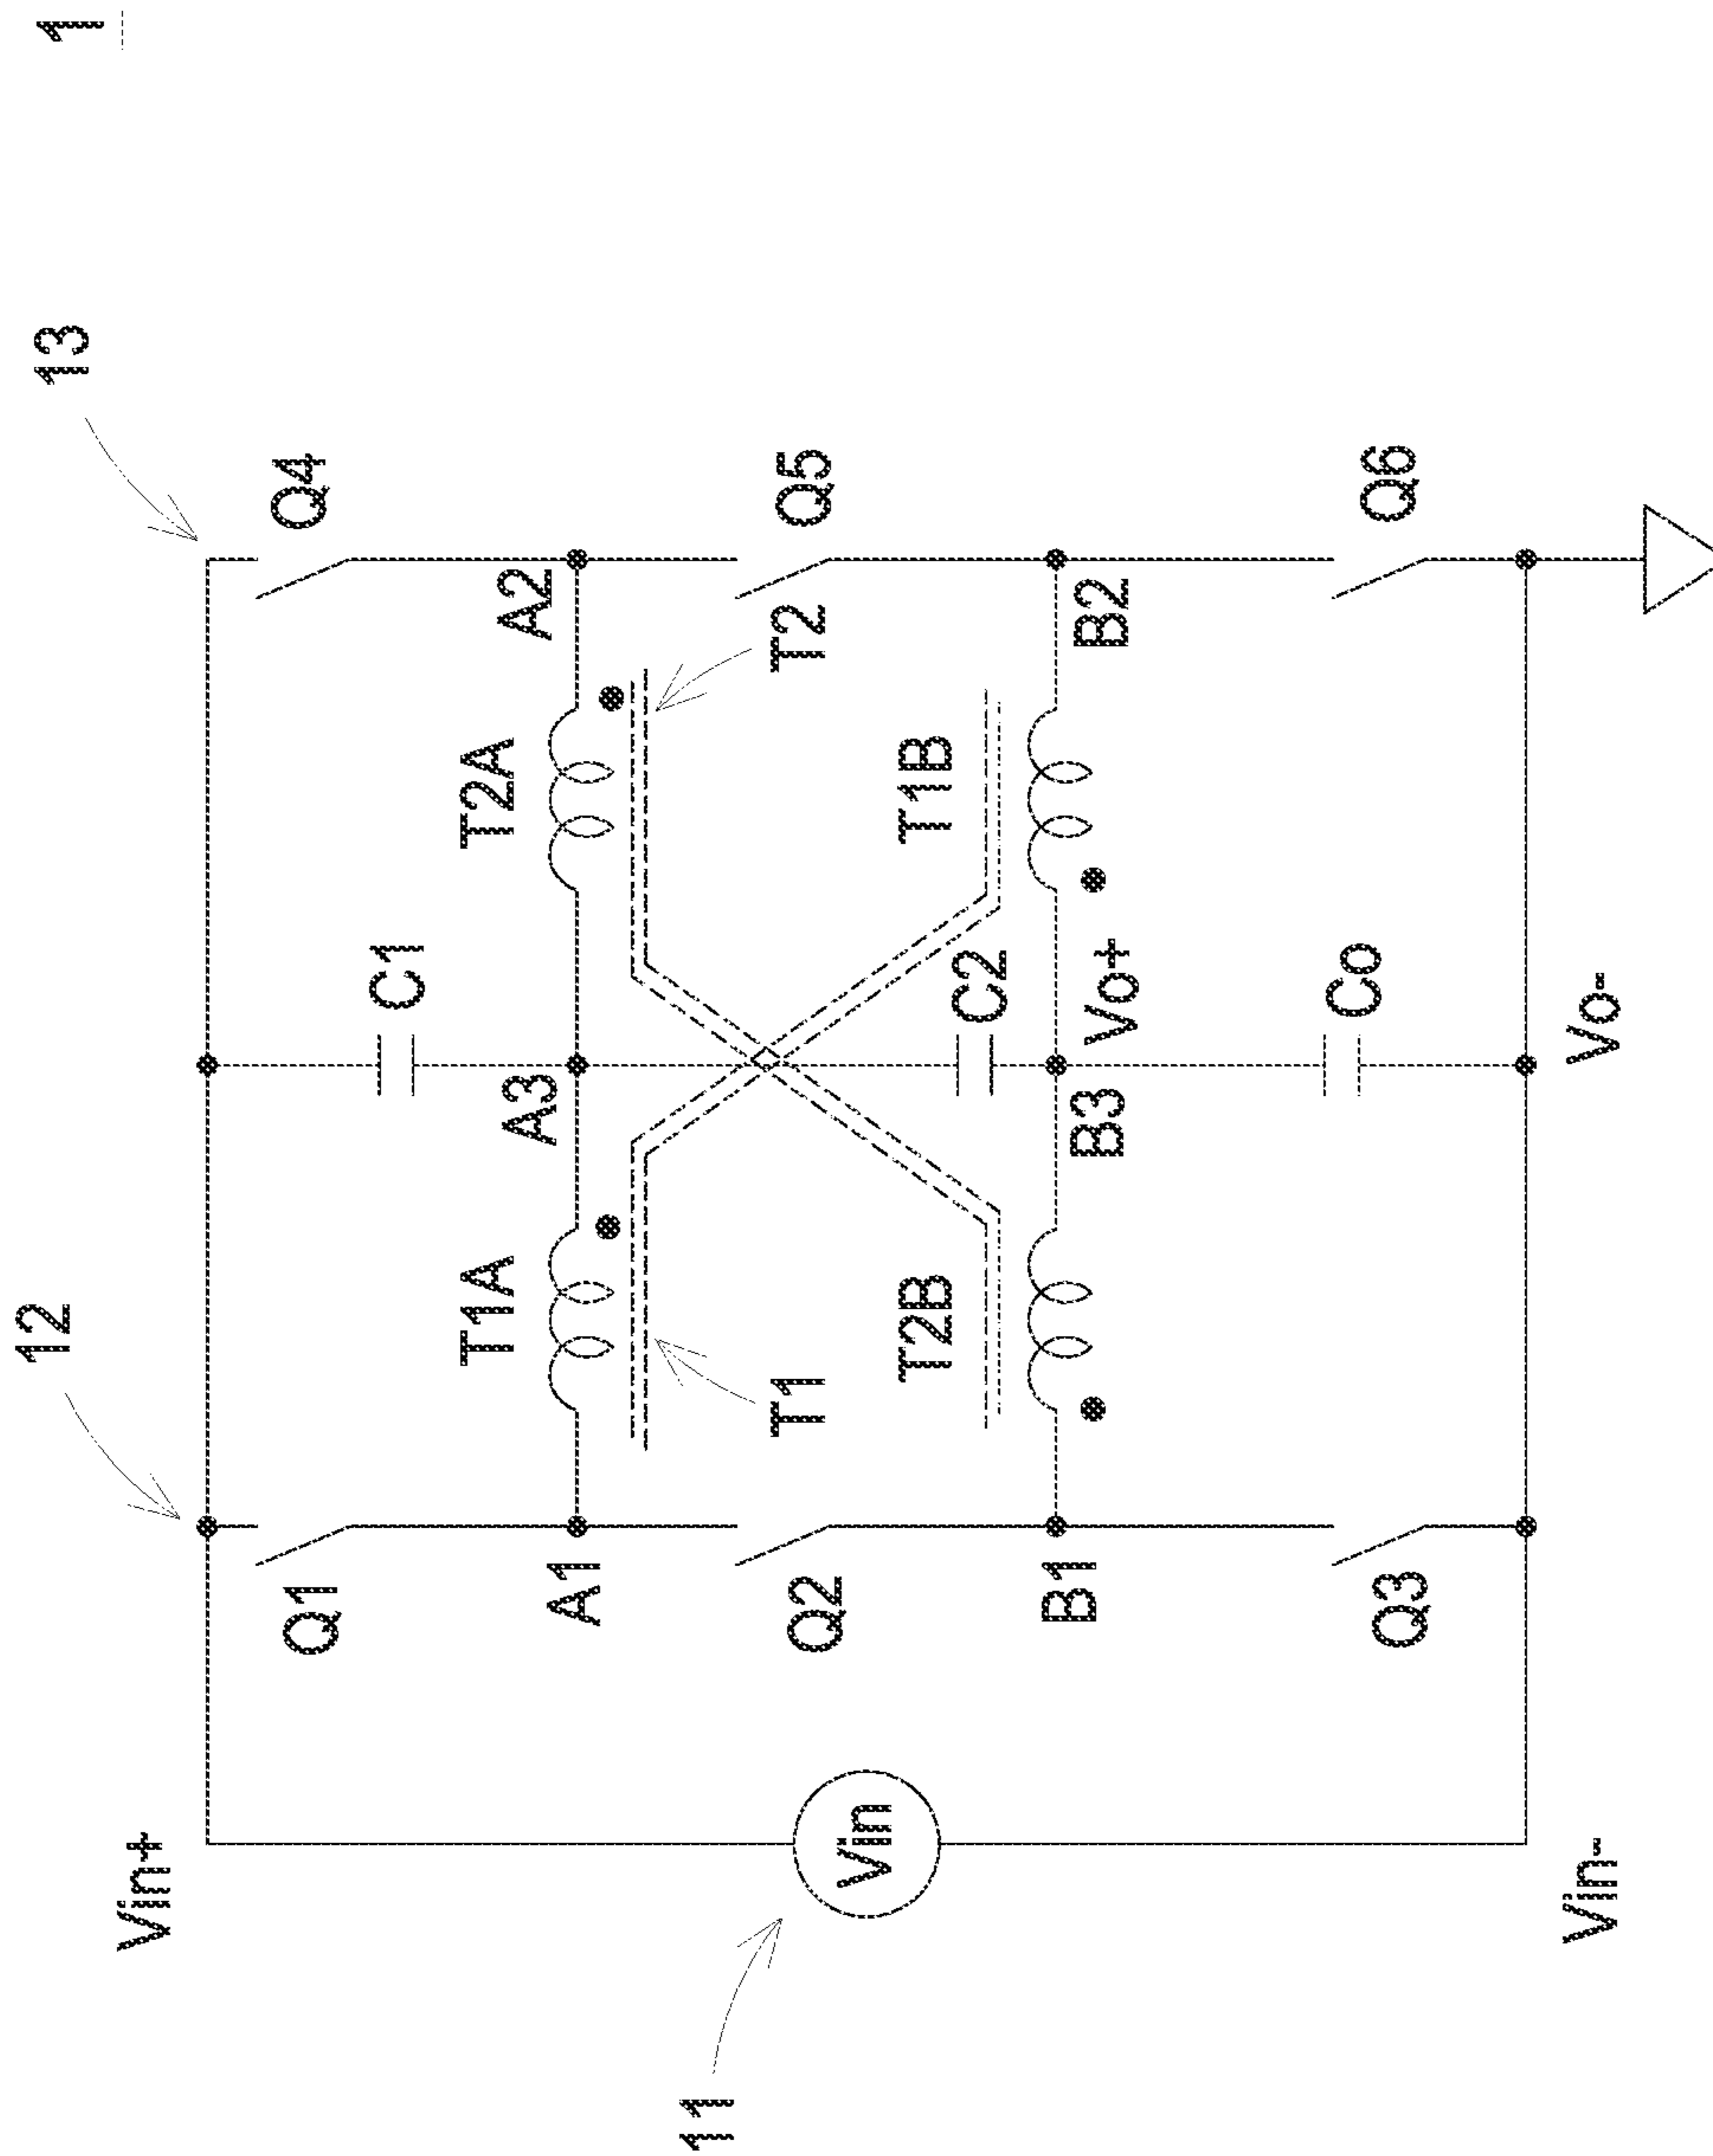 1
13
12
11
Vin+
Vin
Vin-
Q1
A1
Q2
B1
Q3
T1A
T1
T2B
A3
C1
C2
B3
Vo+
Co
Vo-
T2A
T2
T1B
Q4
A2
Q5
B2
Q6